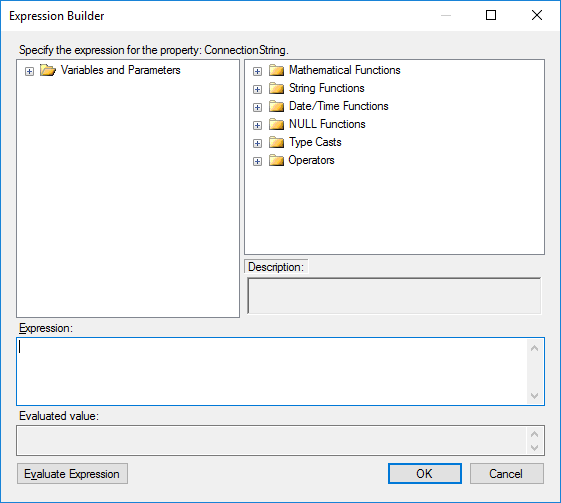 Expression Builder
Specify the expression for the property: ConnectionString.
Variables and Parameters
Mathematical Functions
String Functions
Date/Time Functions
NULL Functions
Type Casts
Operators
Description:
Expression:
Evaluated value:
Evaluate Expression
OK
Cancel